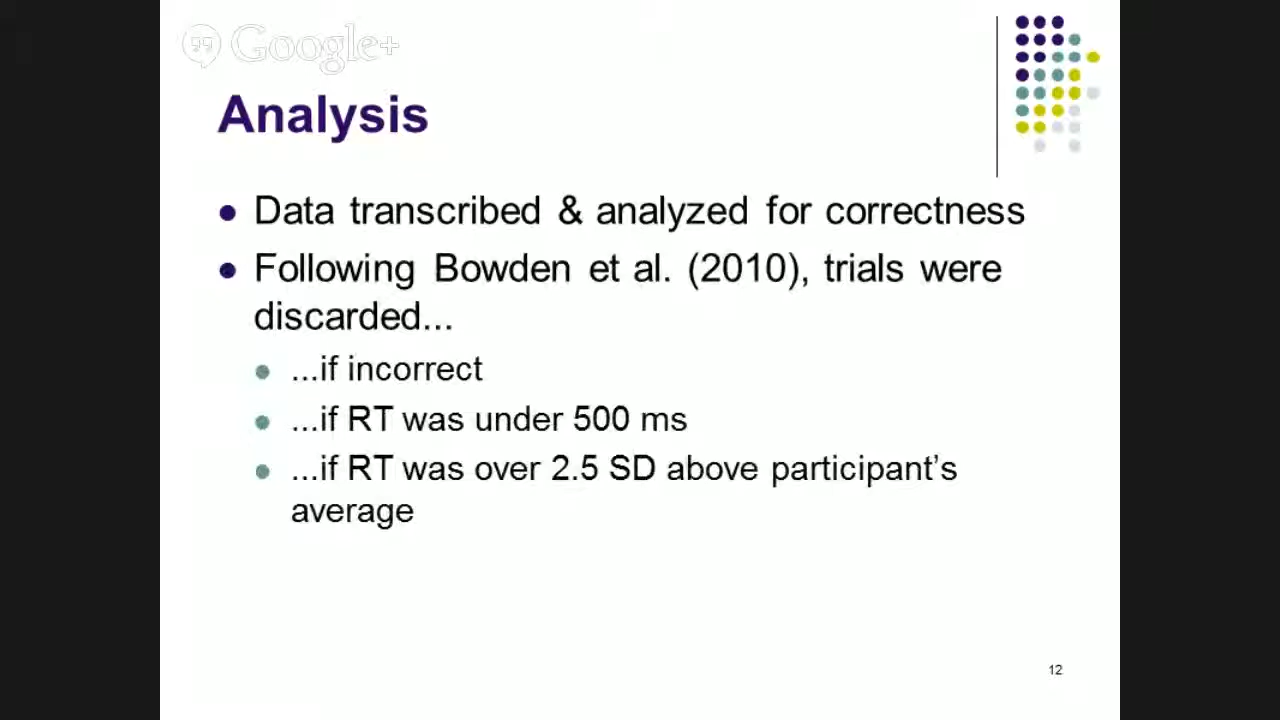 Google+
Analysis
Data transcribed & analyzed for correctness
Following Bowden et al. (2010), trials were
discarded...
...if incorrect
...if RT was under 500 ms
...if RT was over 2.5 SD above participant's
average
12